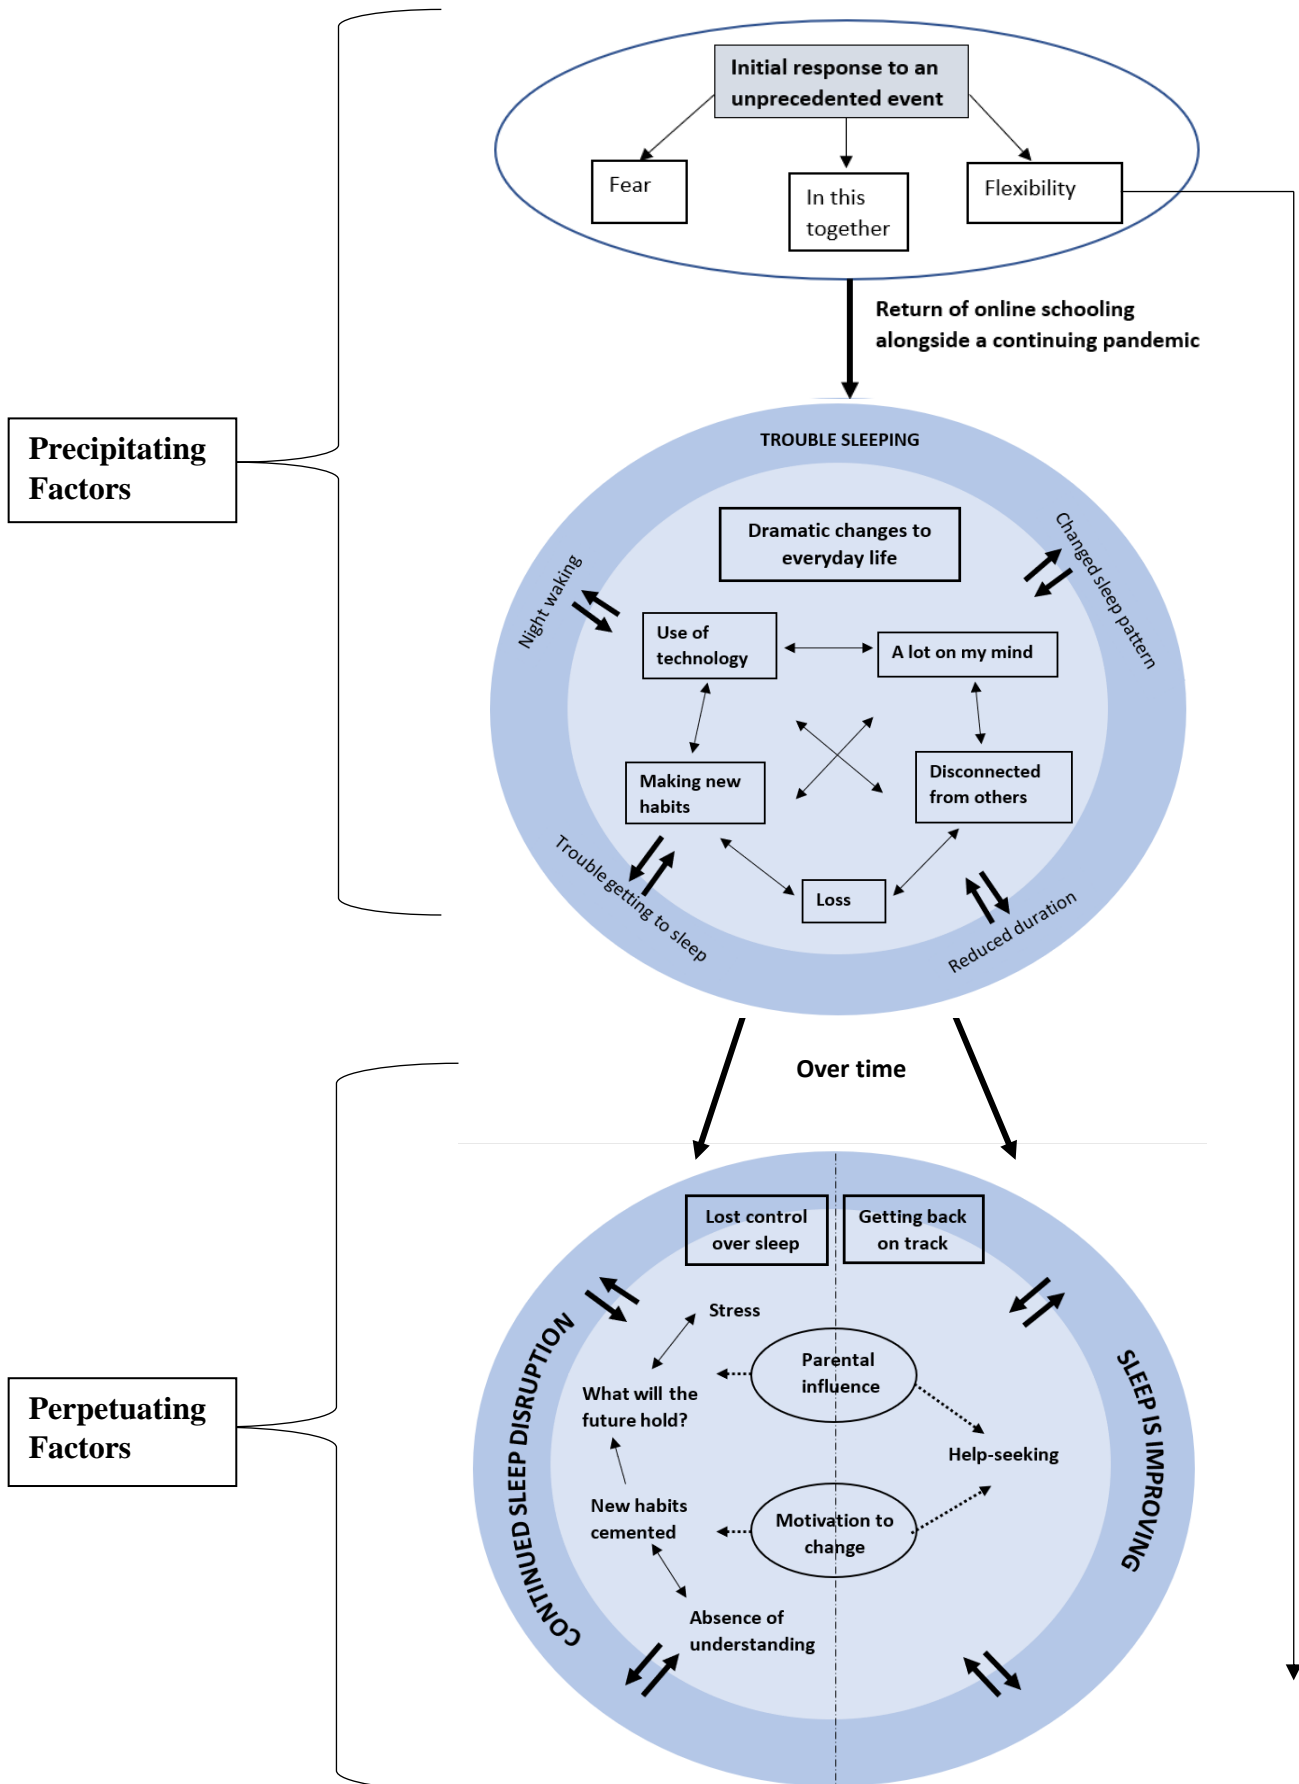 Initial response to an
unprecedented event
Fear
In this
together
Flexibility
Return of online schooling
alongside a continuing pandemic
Precipitating
Factors
TROUBLE SLEEPING
Dramatic changes to
everyday life
Night waking
Changed sleep pattern
Use of
technology
A lot on my mind
Making new
habits
Disconnected
from others
Trouble getting to sleep
Loss
Reduced duration
Over time
Lost control
over sleep
Getting back
on track
CONTINUED SLEEP DISRUPTION
Stress
Parental
influence
What will the
future hold?
SLEEP IS IMPROVING
Perpetuating
Factors
Help-seeking
New habits
cemented
Motivation to
change
Absence of
understanding